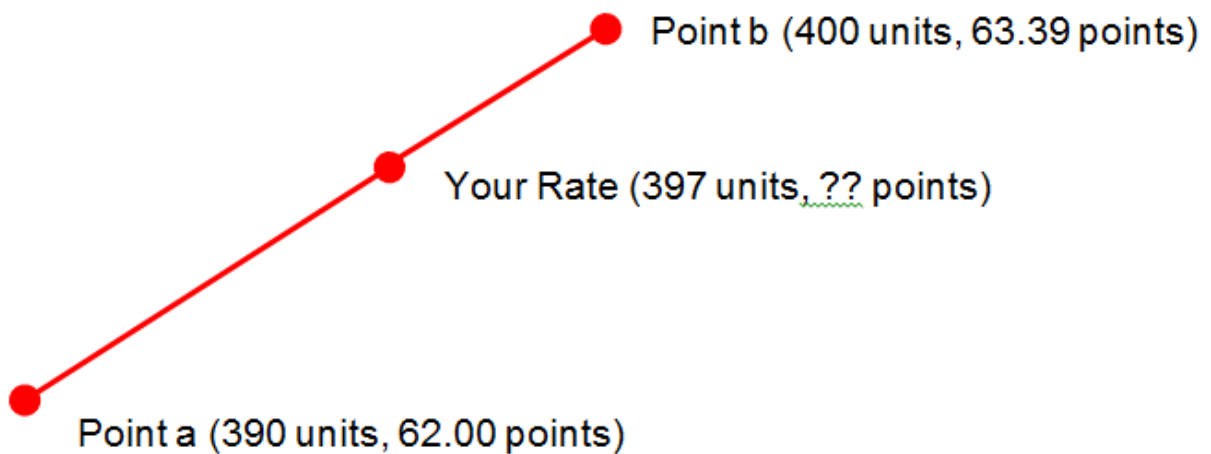 Point b (400 units, 63.39 points)
Your Rate (397 units, ?? points)
Point a (390 units, 62.00 points)